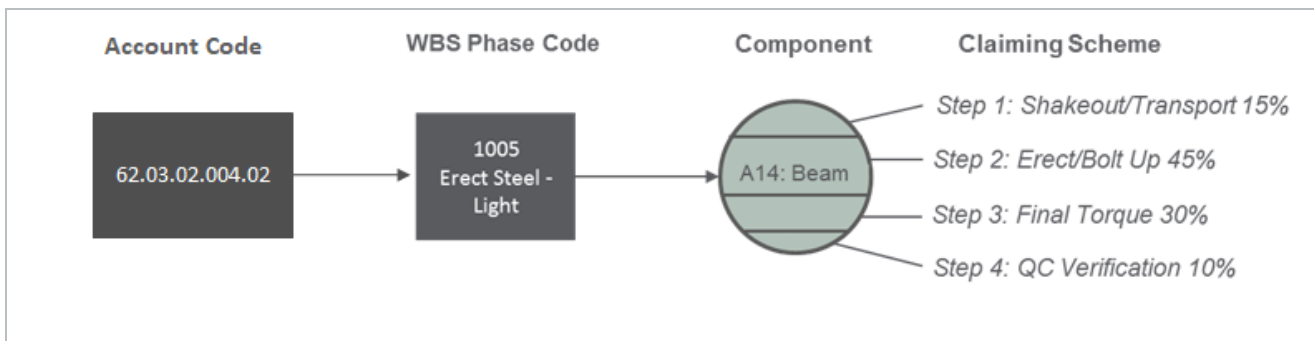 Account Code
WBS Phase Code
Component
Claiming Scheme
62.03.02.004.02
1005
Erect Steel -
Light
A14: Beam
Step 1: Shakeout/Transport 15%
Step 2: Erect/Bolt Up 45%
Step 3: Final Torque 30%
Step 4: QC Verification 10%